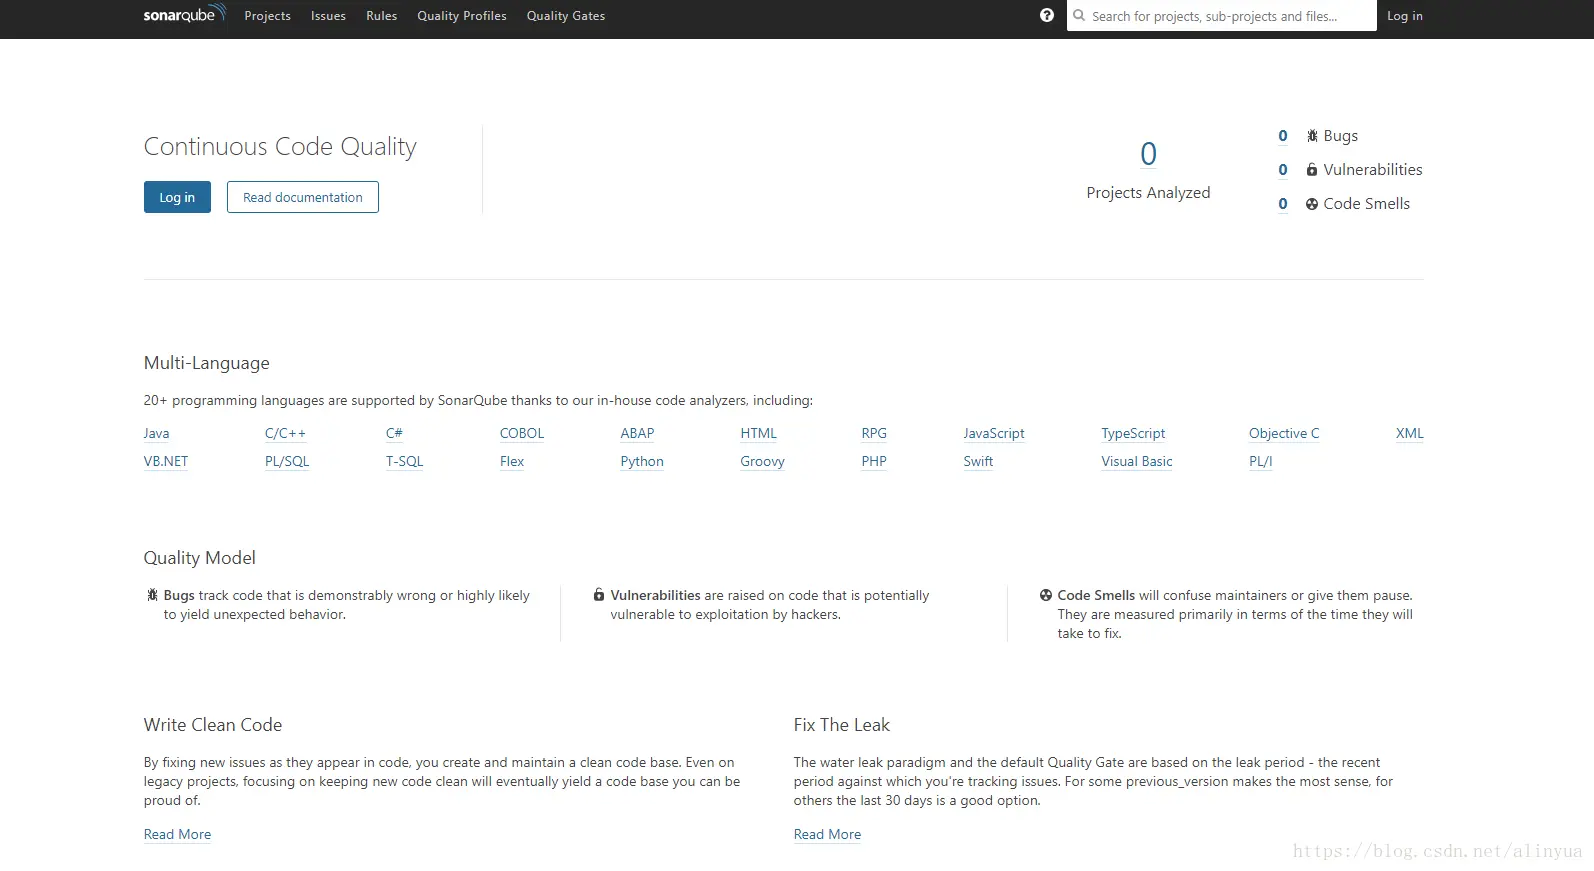 sonarqube Projects Issues Rules Quality Profiles Quality Gates ? Search for projects, sub-projects and files... Log in
Continuous Code Quality
Log in Read documentation
0
Projects Analyzed
0 Bugs
0 Vulnerabilities
0 Code Smells
Multi-Language
20+ programming languages are supported by SonarQube thanks to our in-house code analyzers, including:
Java C/C++ C# COBOL ABAP HTML RPG JavaScript TypeScript Objective C XML
VB.NET PL/SQL T-SQL Flex Python Groovy PHP Swift Visual Basic PL/I
Quality Model
Bugs track code that is demonstrably wrong or highly likely
to yield unexpected behavior.
Vulnerabilities are raised on code that is potentially
vulnerable to exploitation by hackers.
Code Smells will confuse maintainers or give them pause.
They are measured primarily in terms of the time they will
take to fix.
Write Clean Code
By fixing new issues as they appear in code, you create and maintain a clean code base. Even on
legacy projects, focusing on keeping new code clean will eventually yield a code base you can be
proud of.
Read More
Fix The Leak
The water leak paradigm and the default Quality Gate are based on the leak period - the recent
period against which you're tracking issues. For some previous_version makes the most sense, for
others the last 30 days is a good option.
Read More
https://blog.csdn.net/alinyua